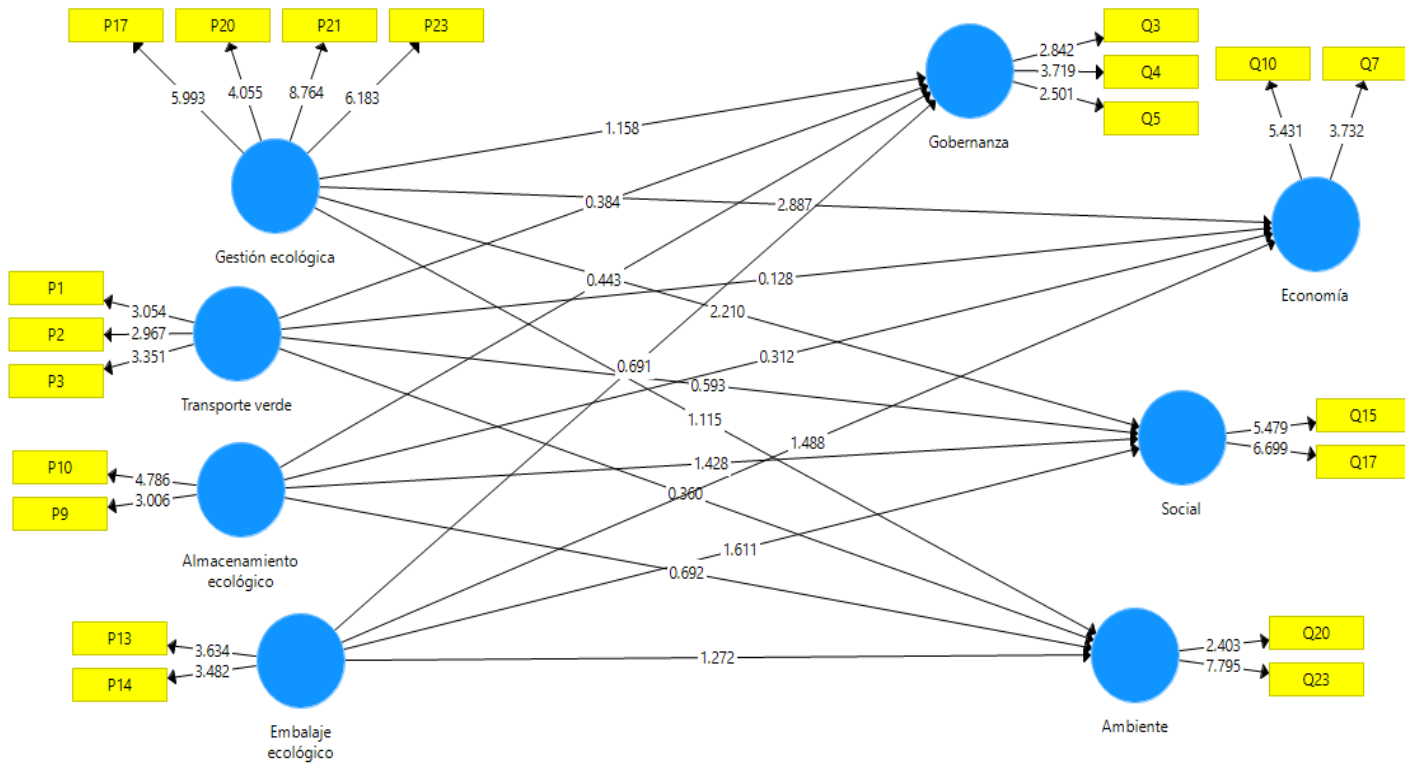 P17
P20
P21
P23
5.993
4.055
8.764
6.183
Gestión ecológica
P1
P2
P3
3.054
2.967
3.351
Transporte verde
P10
P9
4.786
3.006
Almacenamiento
ecológico
P13
P14
3.634
3.482
Embalaje
ecológico
1.158
0.384
2.887
0.443
0.128
2.210
0.691
0.312
0.593
1.115
1.488
1.428
0.360
1.611
0.692
1.272
Gobernanza
2.842
3.719
2.501
Q3
Q4
Q5
Q10
Q7
5.431
3.732
Economía
5.479
6.699
Q15
Q17
Social
2.403
7.795
Q20
Q23
Ambiente